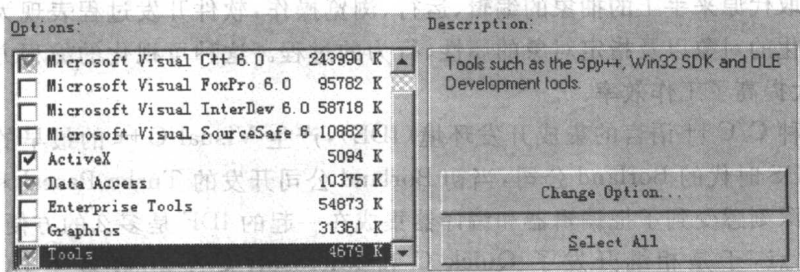 Options:
Microsoft Visual C++ 6.0 243990 K
Microsoft Visual FoxPro 6.0 95782 K
Microsoft Visual InterDev 6.0 58718 K
Microsoft Visual SourceSafe 6 10882 K
ActiveX 5094 K
Data Access 10375 K
Enterprise Tools 54873 K
Graphics 31361 K
Tools 4679 K
Description:
Tools such as the Spy++, Win32 SDK and OLE
Development tools.
Change Option...
Select All